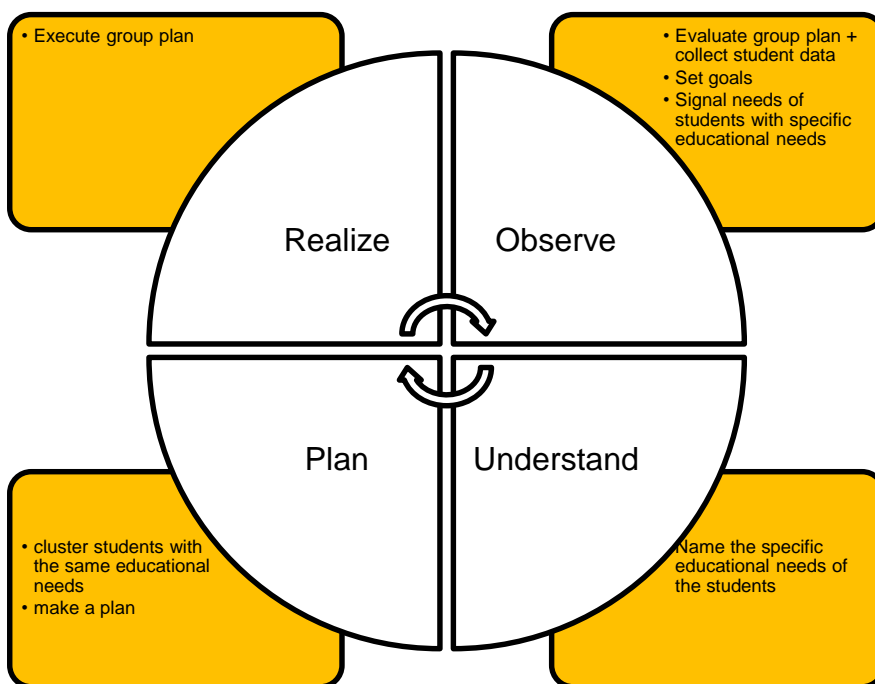 • Execute group plan
• Evaluate group plan +
collect student data
• Set goals
• Signal needs of
students with specific
educational needs
Realize
Observe
Plan
Understand
• cluster students with
the same educational
needs
• make a plan
Name the specific
educational needs of
the students